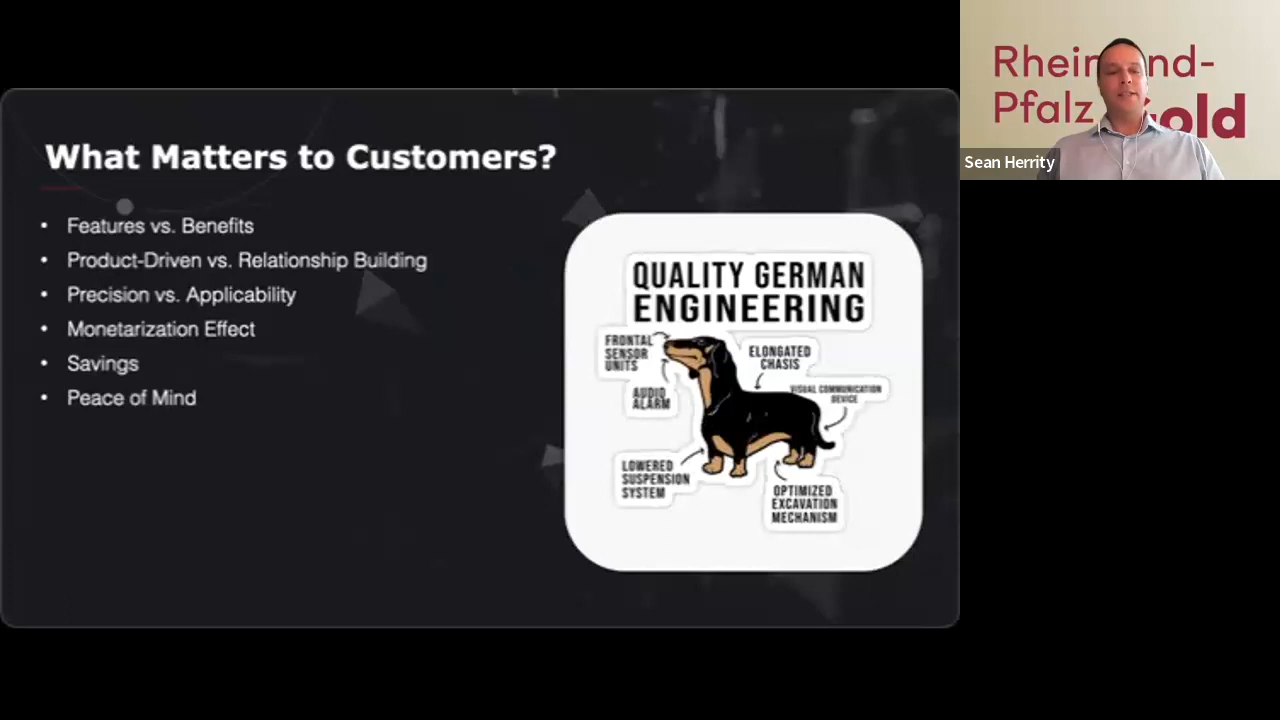 What Matters to Customers?
• Features vs. Benefits
• Product-Driven vs. Relationship Building
• Precision vs. Applicability
• Monetarization Effect
• Savings
• Peace of Mind
QUALITY GERMAN
ENGINEERING
FRONTAL
SENSOR
UNITS
AUDIO
ALARM
ELONGATED
CHASIS
VISUAL COMMUNICATION
DEVICE
LOWERED
SUSPENSION
SYSTEM
OPTIMIZED
EXCAVATION
MECHANISM
Pfalz
Sean Herrity